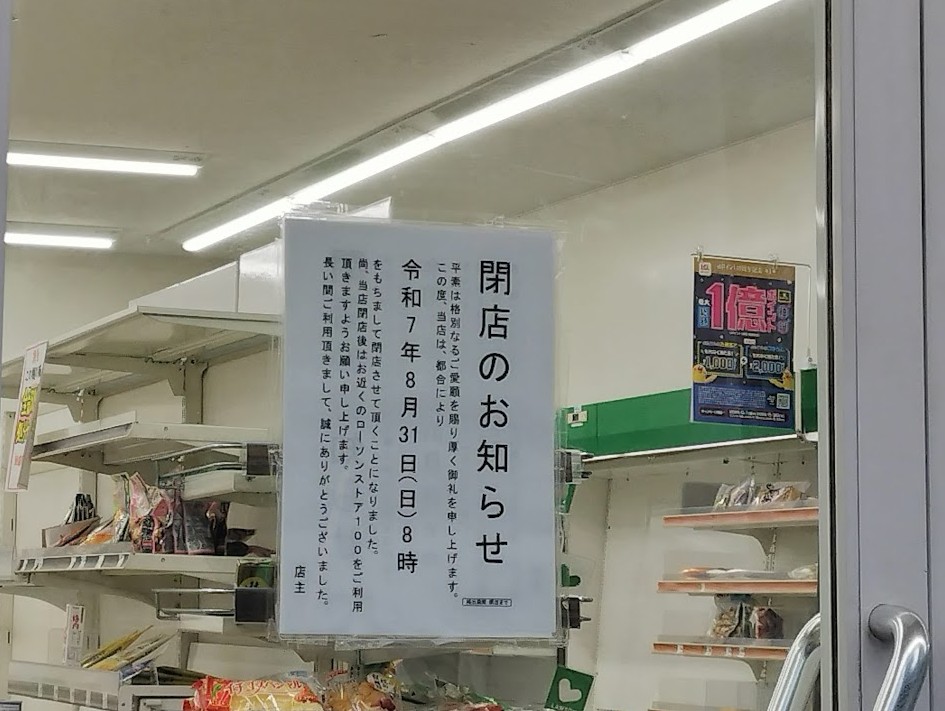 閉店のお知らせ
平素は格別なるご愛顧を賜り厚く御礼を申し上げます。
この度、当店は、都合により
令和7年8月31日(日)8時
をもちまして閉店させて頂くことになりました。
尚、当店閉店後はお近くのローソンストア100をご利用
頂きますようお願い申し上げます。
長い間ご利用頂きまして、誠にありがとうございました。
店主
最大
1億
1,000
2,000